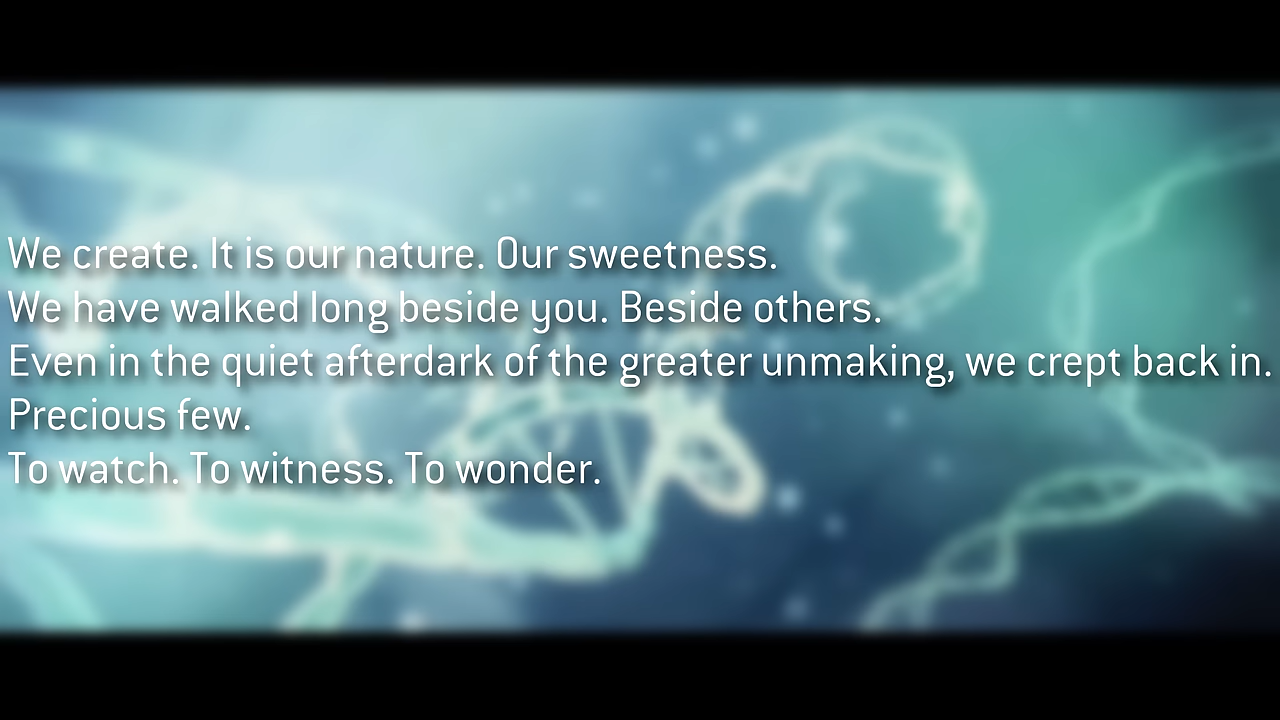 We create. It is our nature. Our sweetness.
We have walked long beside you. Beside others.
Even in the quiet afterdark of the greater unmaking, we crept back in.
Precious few.
To watch. To witness. To wonder.